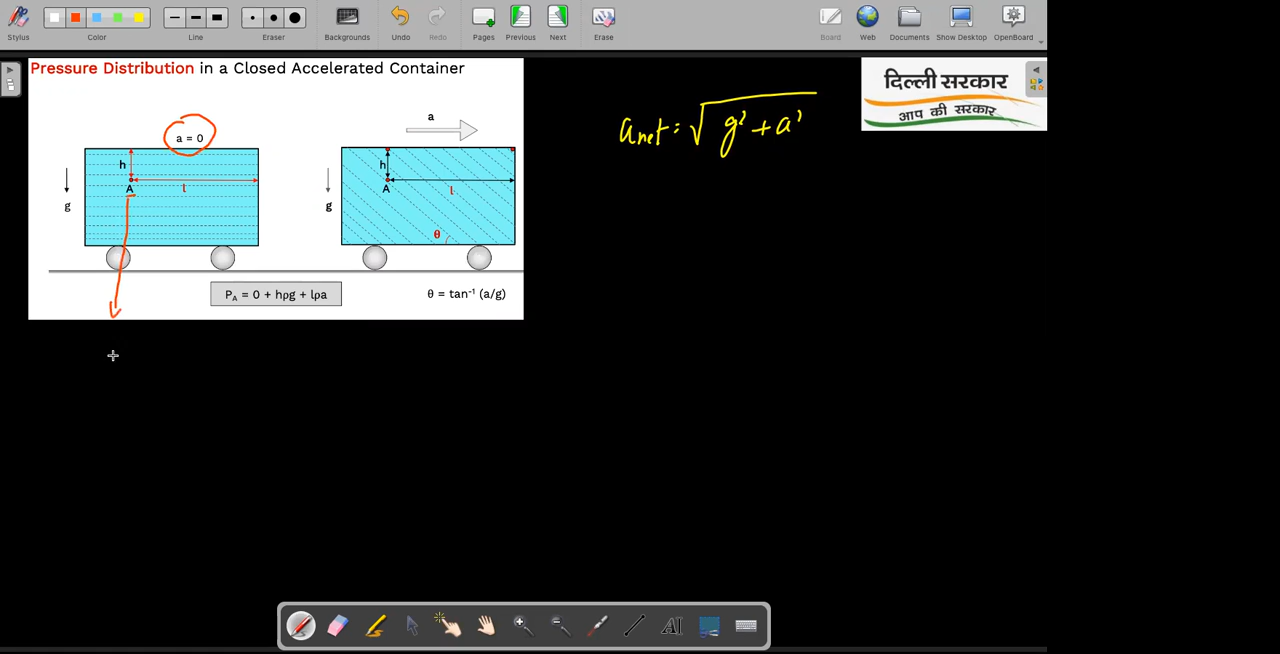 Stylus Color Line Eraser Backgrounds Undo Redo Pages Previous Next Erase Board Web Documents Show Desktop OpenBoard
Pressure Distribution in a Closed Accelerated Container
दिल्ली सरकार
आप की सरकार
a_net = √(g² + a²)
a = 0
a
h
A
l
g
h
A
l
g
θ
P_A = 0 + hρg + lρa
θ = tan⁻¹ (a/g)